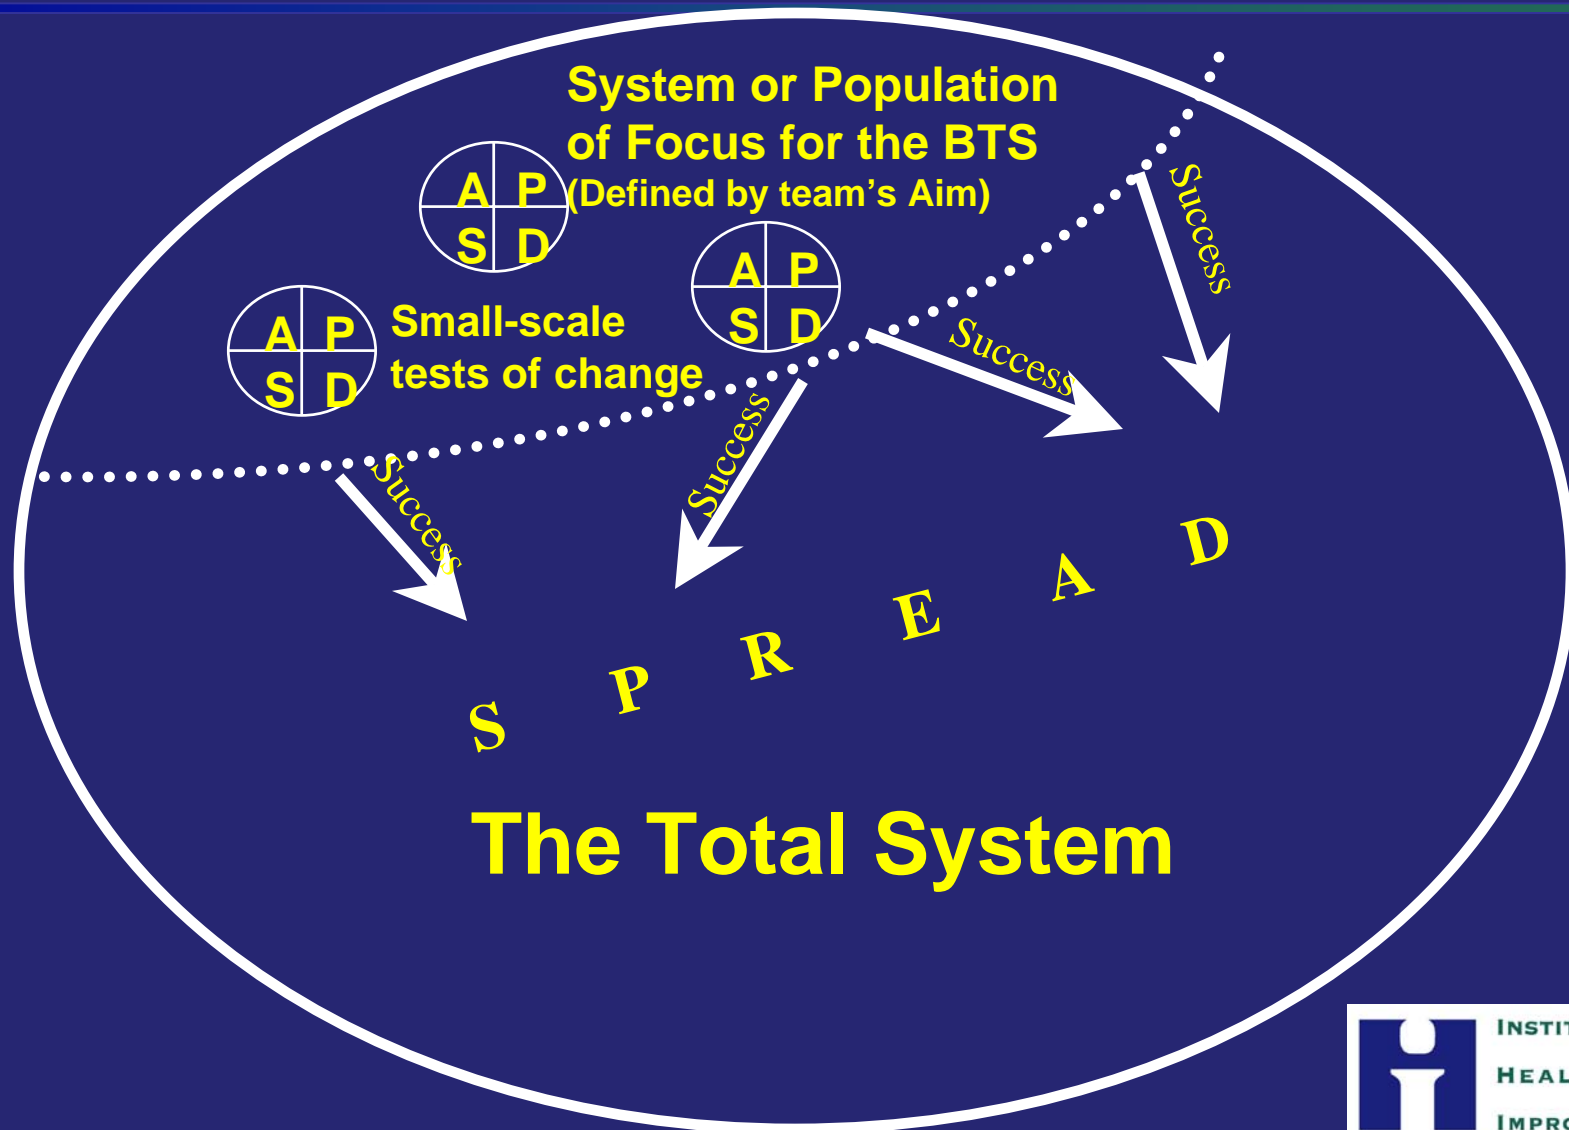 System or Population
of Focus for the BTS
(Defined by team's Aim)
A P
S D
A P
S D
A P
S D
Small-scale
tests of change
Success
Success
Success
Success
S P R E A D
The Total System